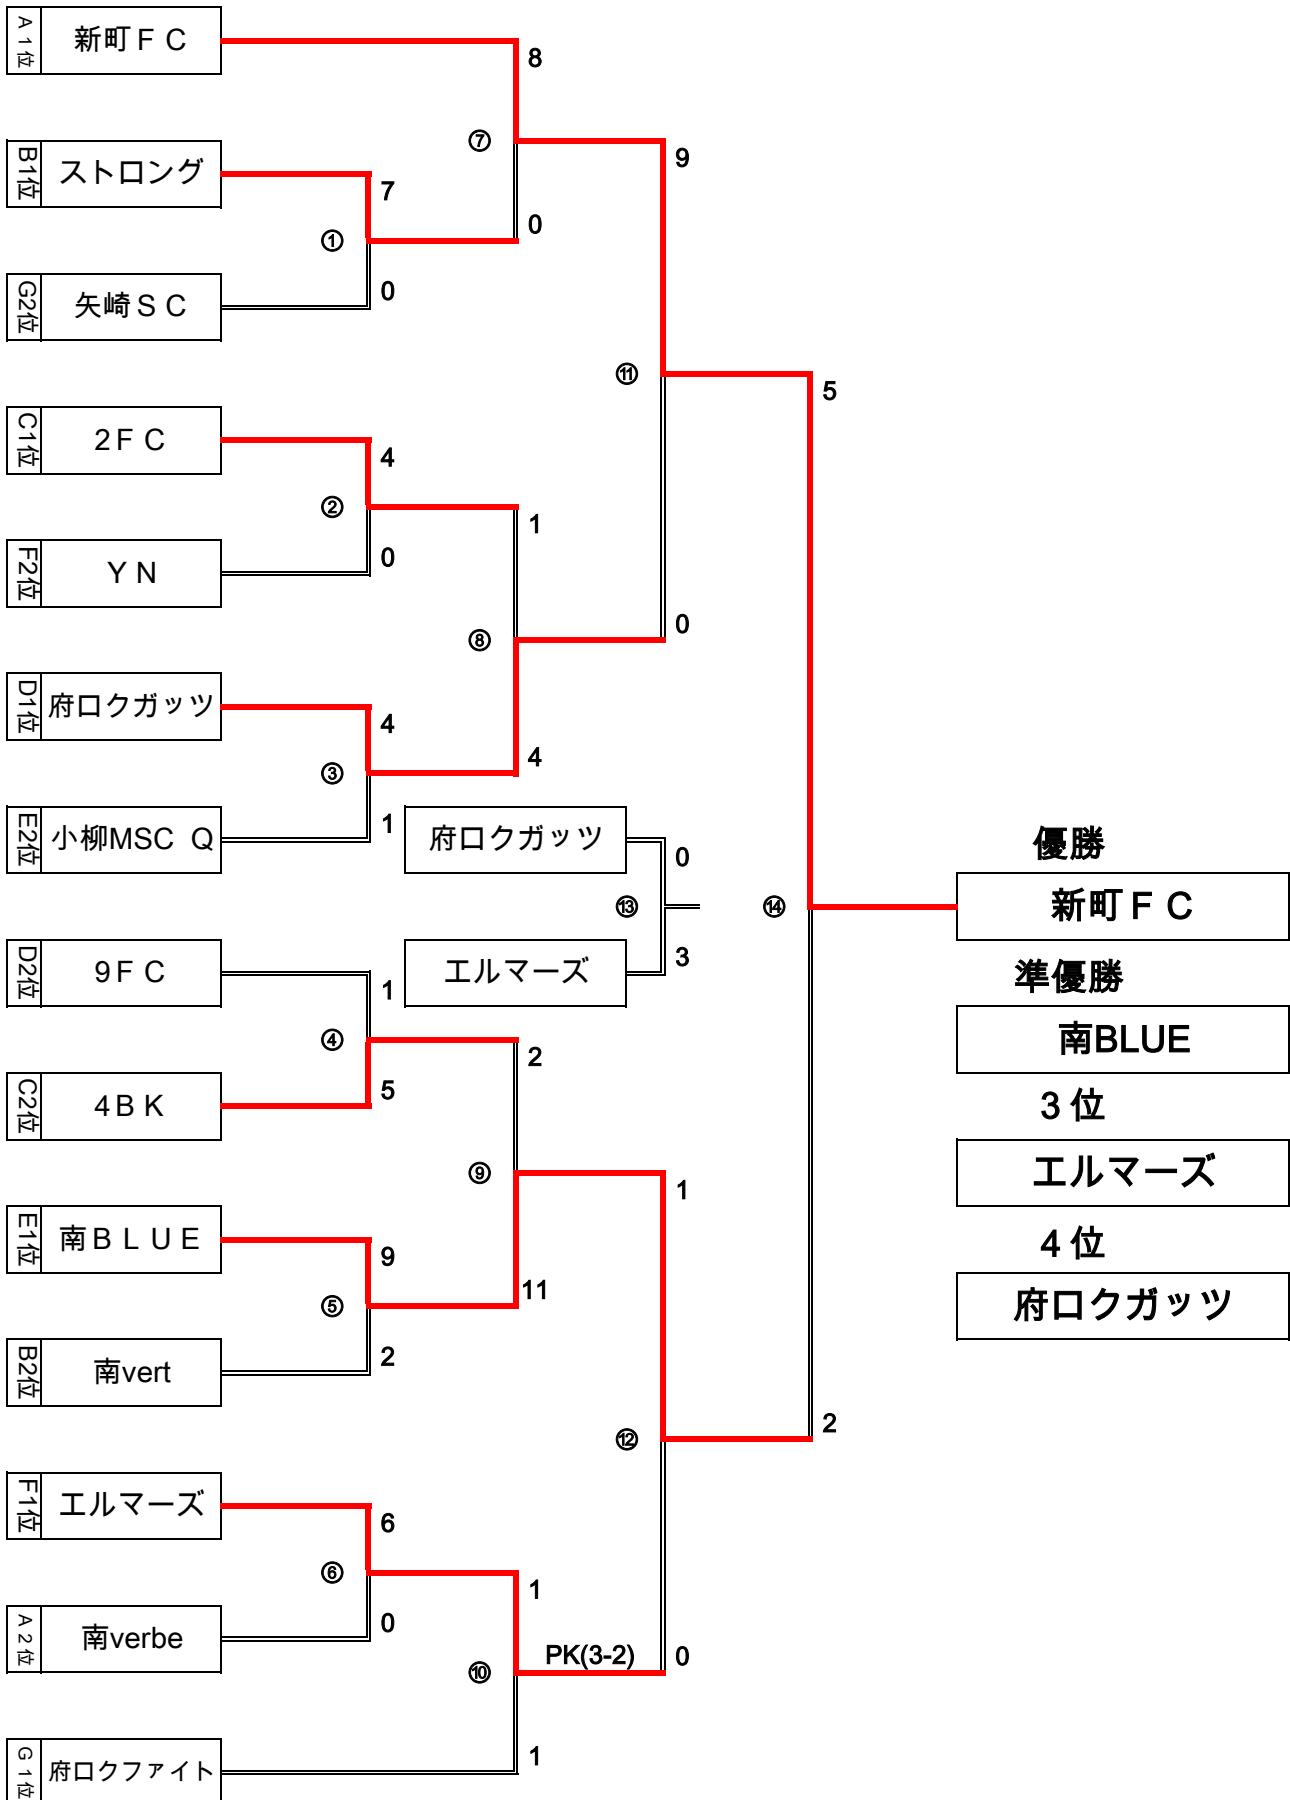 A1位
新町ＦＣ
8
⑦
9
B1位
ストロング
7
0
①
G2位
矢崎ＳＣ
0
⑪
5
C1位
2ＦＣ
4
②
1
F2位
ＹＮ
0
⑧
0
D1位
府ロクガッツ
4
③
4
E2位
小柳MSC Q
1
府ロクガッツ
0
優勝
⑬
⑭
新町ＦＣ
D2位
9ＦＣ
1
エルマーズ
3
準優勝
④
2
南BLUE
C2位
4ＢＫ
5
3位
⑨
1
エルマーズ
E1位
南ＢＬＵＥ
9
4位
⑤
11
府ロクガッツ
B2位
南vert
2
⑫
2
F1位
エルマーズ
6
⑥
1
A2位
南verbe
0
⑩
PK(3-2)
0
G1位
府ロクファイト
1